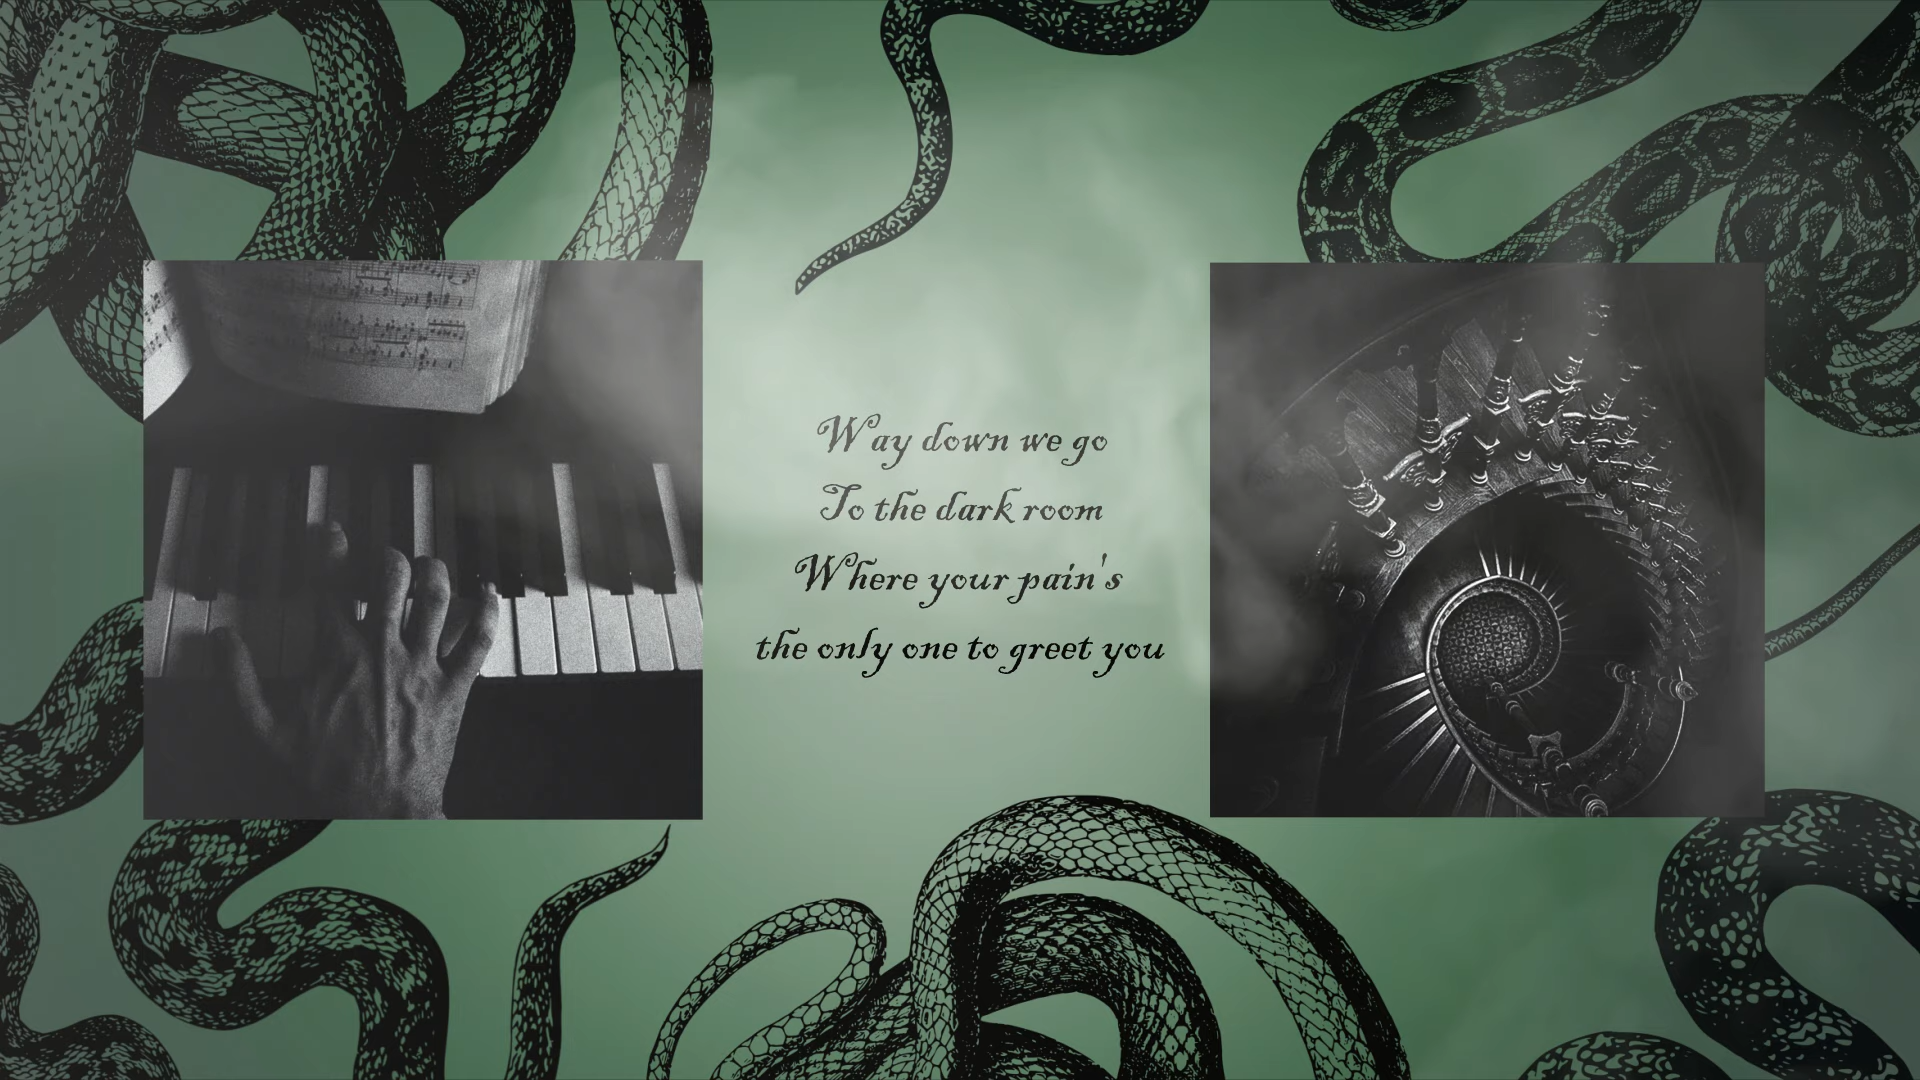 Way down we go
To the dark room
Where your pain's
the only one to greet you